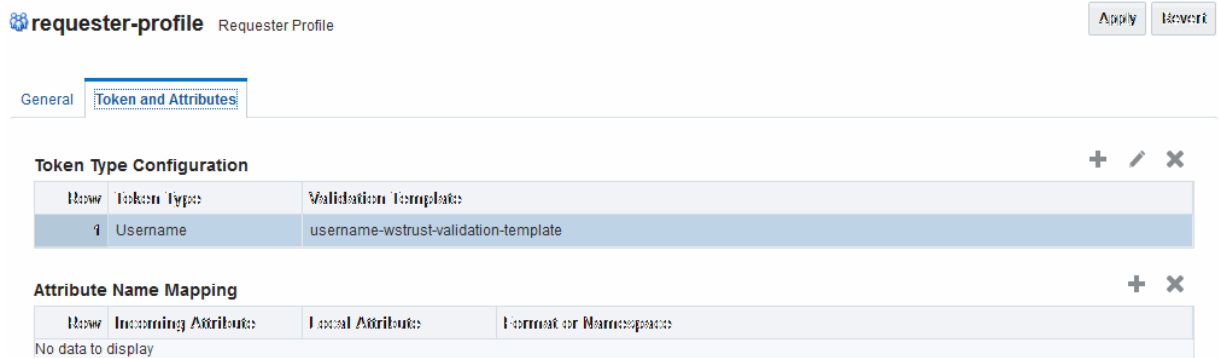 requester-profile Requester Profile
Apply Revert
General Token and Attributes
Token Type Configuration
Row Token Type Validation Template
1 Username username-wstrust-validation-template
Attribute Name Mapping
Row Incoming Attribute Local Attribute Format or Namespace
No data to display